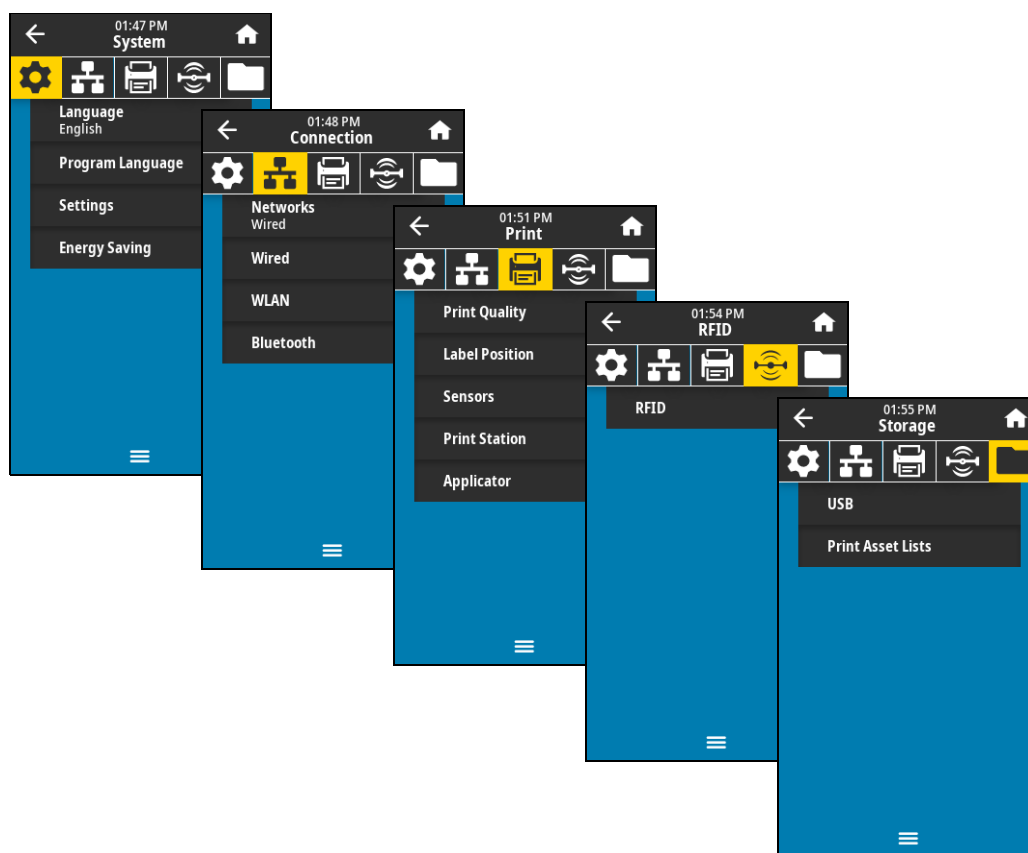 01:47 PM
System
Language
English
Program Language
Settings
Energy Saving
01:48 PM
Connection
Networks
Wired
Wired
WLAN
Bluetooth
01:51 PM
Print
Print Quality
Label Position
Sensors
Print Station
Applicator
01:54 PM
RFID
RFID
01:55 PM
Storage
USB
Print Asset Lists